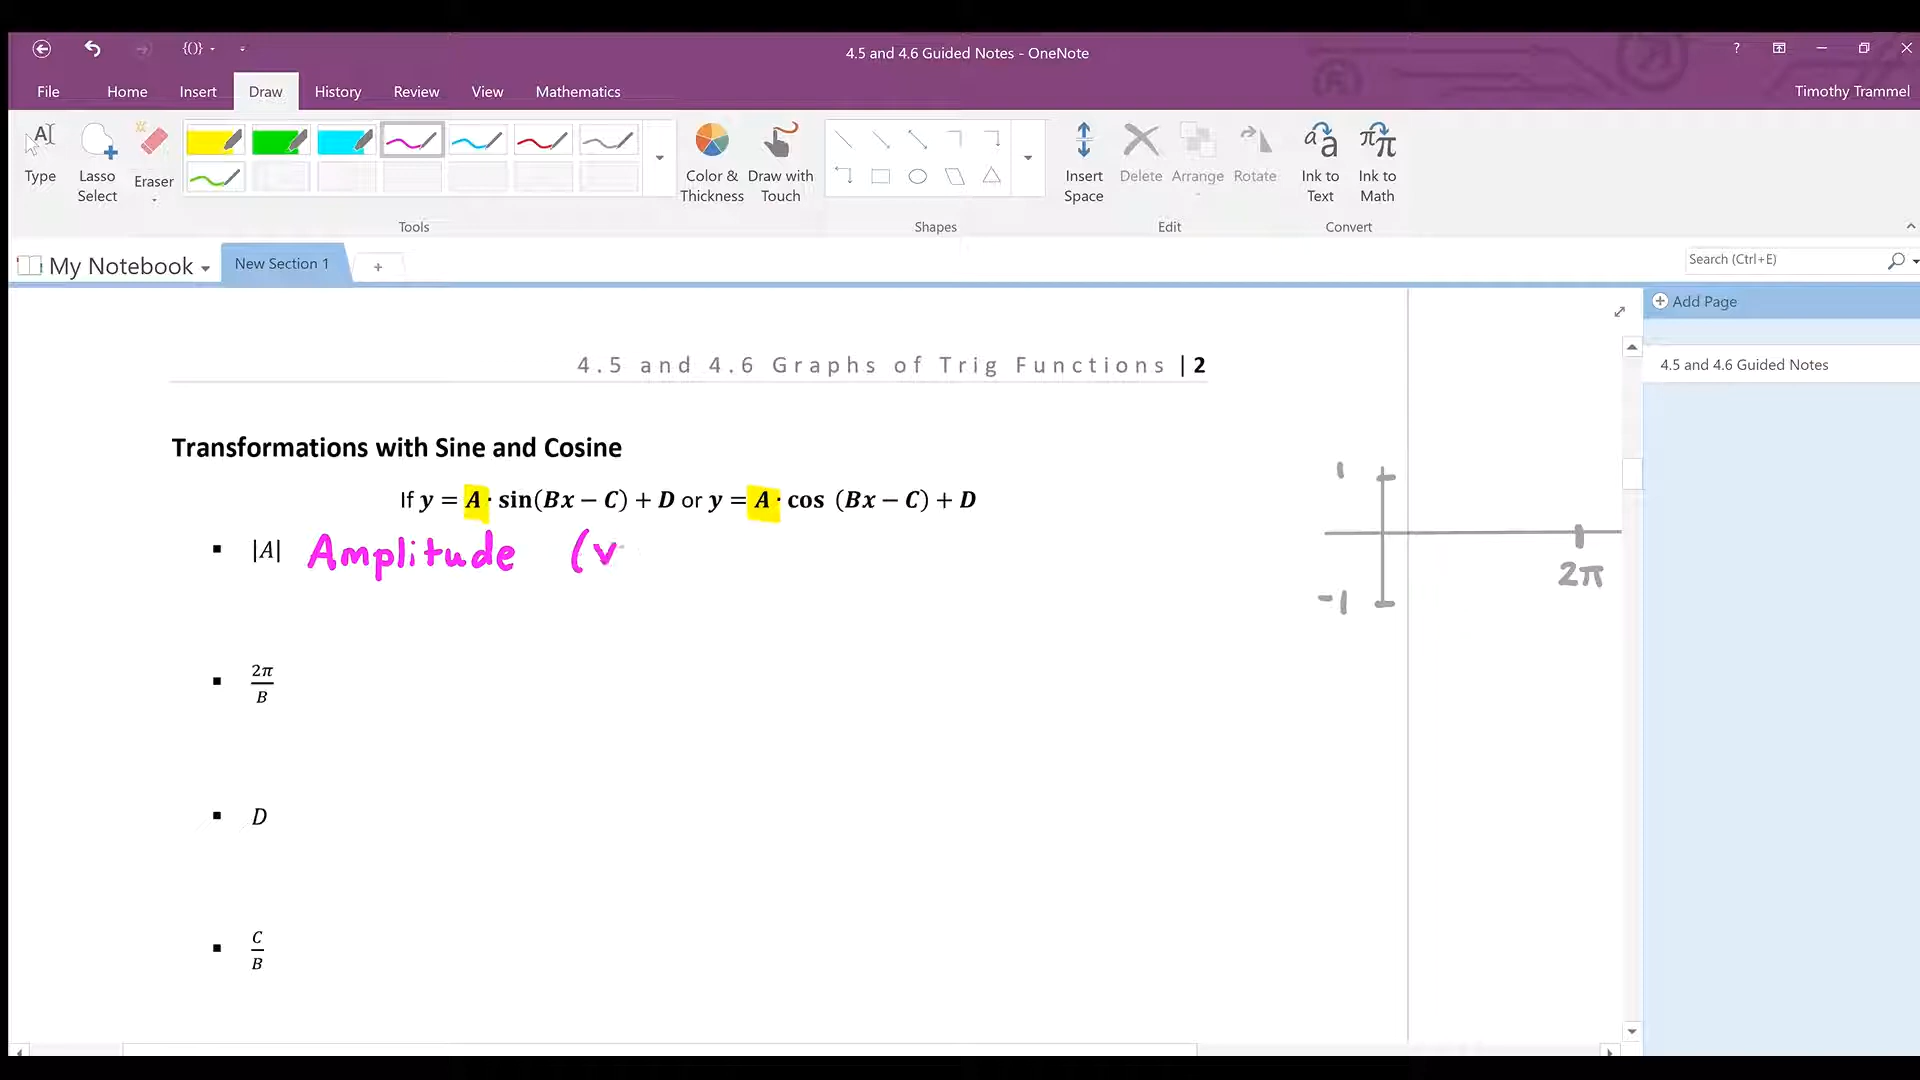 4.5 and 4.6 Guided Notes - OneNote
?
File Home Insert Draw History Review View Mathematics
Timothy Trammel
Type
Lasso Select
Eraser
Color & Thickness
Draw with Touch
Insert Space
Delete
Arrange
Rotate
Ink to Text
Ink to Math
Tools
Shapes
Edit
Convert
My Notebook
New Section 1
+
Search (Ctrl+E)
Add Page
4.5 and 4.6 Guided Notes
4.5 and 4.6 Graphs of Trig Functions | 2
Transformations with Sine and Cosine
If y = A · sin(Bx − C) + D or y = A · cos (Bx − C) + D
▪ |A| Amplitude (v
▪ 2π/B
▪ D
▪ C/B
1
-1
2π